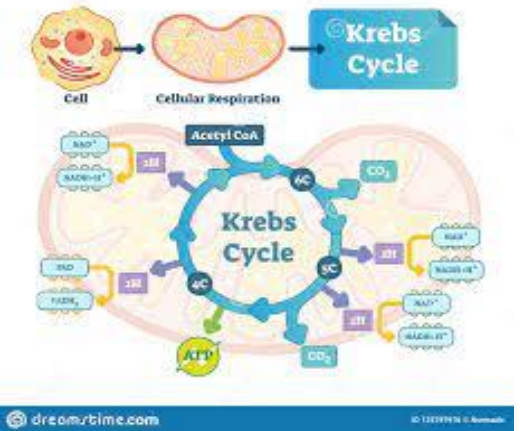 Krebs
Cycle
Cell
Cellular Respiration
Acetyl CoA
NAD⁺
2H
NADH+H⁺
6C
CO₂
Krebs
Cycle
NAD⁺
2H
NADH+H⁺
5C
FAD
2H
FADH₂
4C
NAD⁺
2H
NADH+H⁺
ATP
CO₂
dreamstime.com